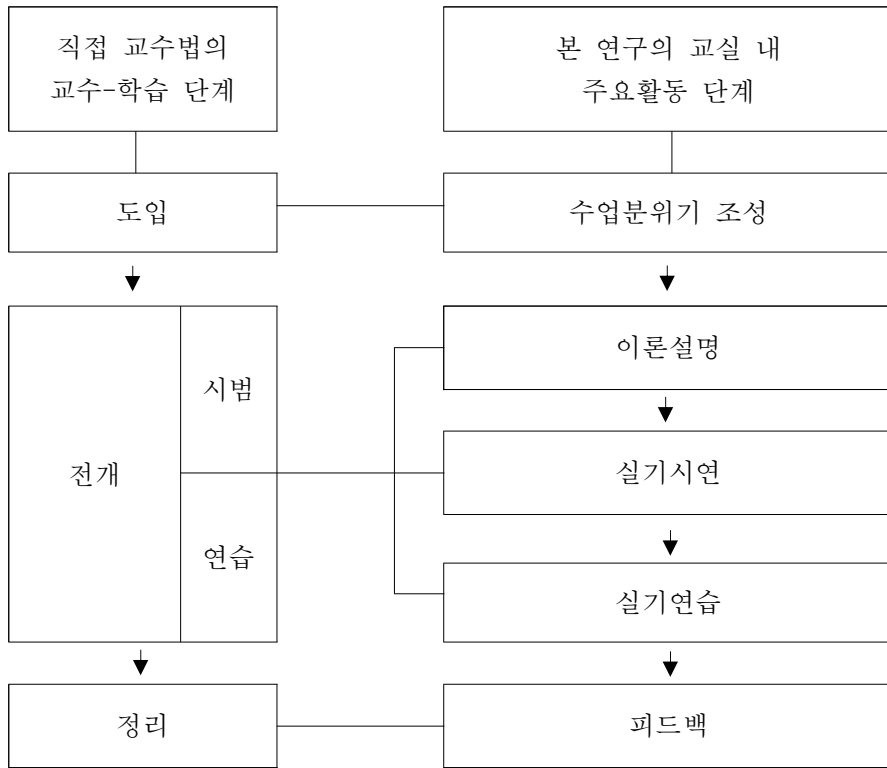 직접 교수법의
교수-학습 단계
본 연구의 교실 내
주요활동 단계
도입
수업분위기 조성
이론설명
시범
전개
실기시연
연습
실기연습
정리
피드백